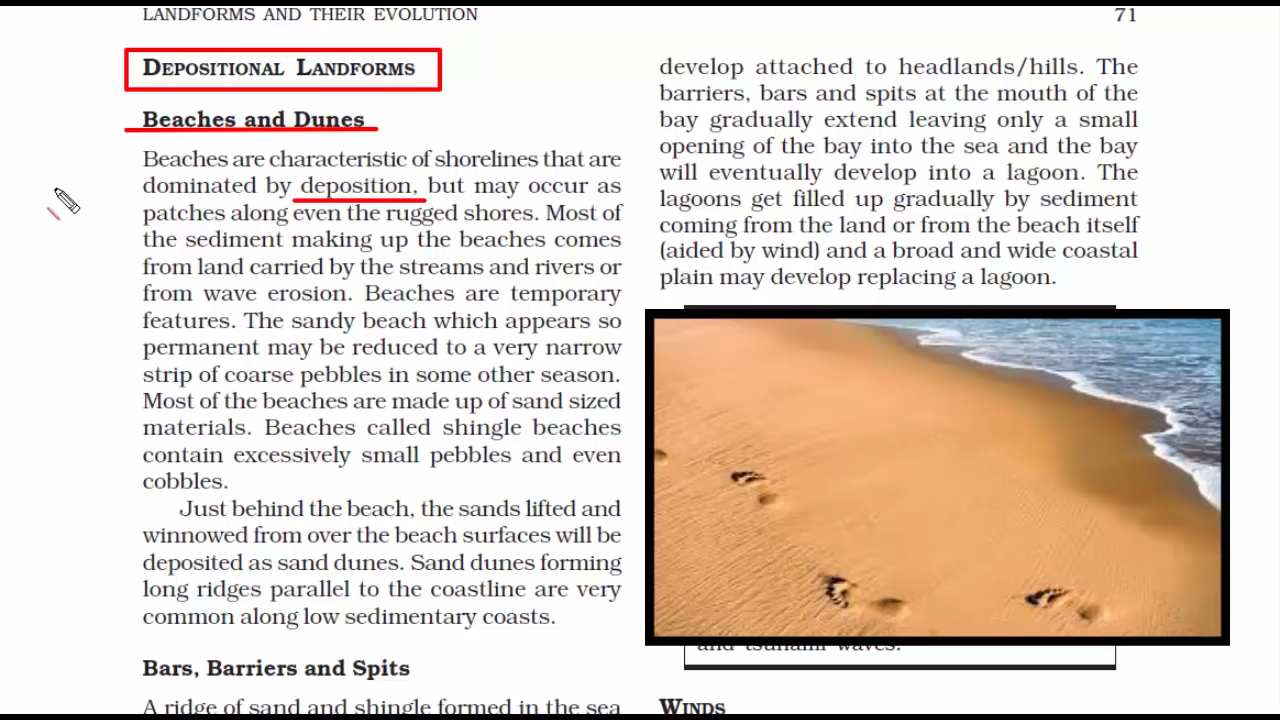 LANDFORMS AND THEIR EVOLUTION
71
DEPOSITIONAL LANDFORMS
Beaches and Dunes
Beaches are characteristic of shorelines that are
dominated by deposition, but may occur as
patches along even the rugged shores. Most of
the sediment making up the beaches comes
from land carried by the streams and rivers or
from wave erosion. Beaches are temporary
features. The sandy beach which appears so
permanent may be reduced to a very narrow
strip of coarse pebbles in some other season.
Most of the beaches are made up of sand sized
materials. Beaches called shingle beaches
contain excessively small pebbles and even
cobbles.
Just behind the beach, the sands lifted and
winnowed from over the beach surfaces will be
deposited as sand dunes. Sand dunes forming
long ridges parallel to the coastline are very
common along low sedimentary coasts.
Bars, Barriers and Spits
A ridge of sand and shingle formed in the sea
develop attached to headlands/hills. The
barriers, bars and spits at the mouth of the
bay gradually extend leaving only a small
opening of the bay into the sea and the bay
will eventually develop into a lagoon. The
lagoons get filled up gradually by sediment
coming from the land or from the beach itself
(aided by wind) and a broad and wide coastal
plain may develop replacing a lagoon.
and tsunami waves.
WINDS